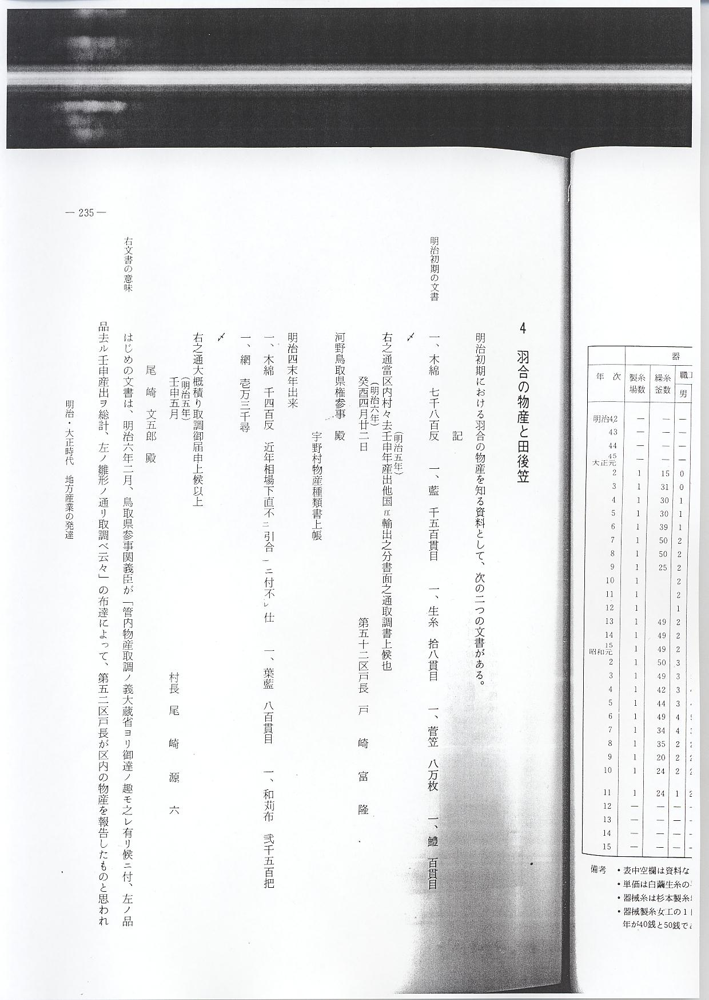 器
年　次　製糸場数　繰糸釜数　職工
男
明治42　―　―　―
43　―　―　―
44　―　―　―
45
大正元　―　―　―
2　1　15　0
3　1　31　0
4　1　30　1
5　1　30　1
6　1　39　1
7　1　50　2
8　1　50　2
9　1　25　2
10　1　2
11　1　2
12　1　1
13　1　49　2
14　1　49　2
15
昭和元　1　49　2
2　1　50　3
3　1　49　3
4　1　42　3
5　1　44　3
6　1　49　4
7　1　34　4
8　1　35　2
9　1　20　2
10　1　24　2
11　1　24　1
12　―　―　―
13　―　―　―
14　―　―　―
15　―　―　―
備考　・表中空欄は資料な
・単価は白繭生糸の
・器械糸は杉本製糸
・器械製糸女工の1
年が40銭と50銭で
4　羽合の物産と田後笠
明治初期における羽合の物産を知る資料として、次の二つの文書がある。
記
明治初期の文書
一、木綿　七千八百反　一、藍　千五百貫目　一、生糸　拾八貫目　一、菅笠　八万枚　一、鱧　百貫目
〆
（明治五年）
右之通當区内村々去壬申年産出他国江輸出之分書面之通取調書上候也
（明治六年）
癸酉四月廿二日　第五十二区戸長　戸崎富隆
河野鳥取県権参事　殿
宇野村物産種類書上帳
明治四末年出来
一、木綿　千四百反　近年相場下直不ニ引合一ニ付不レ仕　一、葉藍　八百貫目　一、和苅布　弐千五百把
一、網　壱万三千尋
〆
右之通大概積り取調御届申上候以上
（明治五年）
壬申五月　村長　尾崎源六
尾崎　文五郎　殿
右文書の意味
はじめの文書は、明治六年二月、鳥取県参事関義臣が「管内物産取調ノ義大蔵省ヨリ御達ノ趣モ之レ有リ候ニ付、左ノ品
品去ル壬申産出ヲ総計、左ノ雛形ノ通リ取調べ云々」の布達によって、第五二区戸長が区内の物産を報告したものと思われ
明治・大正時代　地方産業の発達
― 235 ―